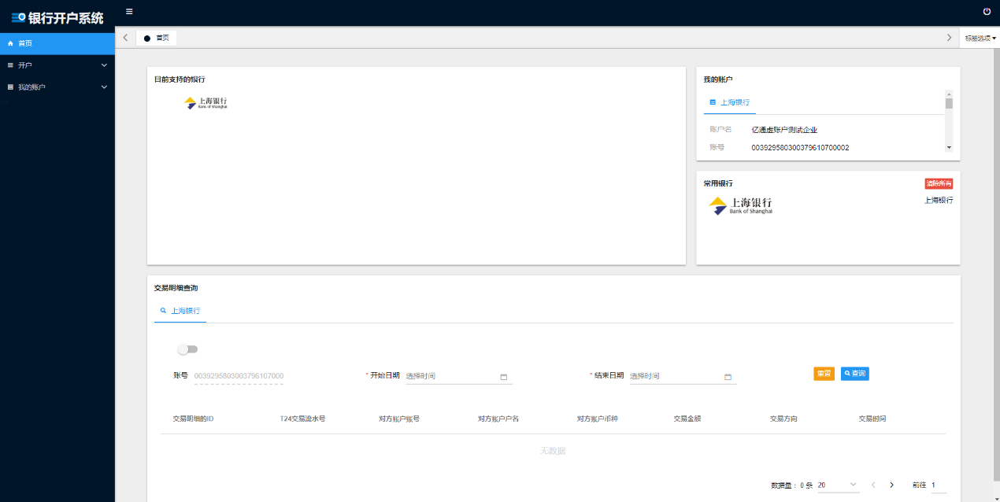 银行开户系统
首页
开户
我的账户
首页
标签选项
目前支持的银行
上海银行
Bank of Shanghai
我的账户
上海银行
账户名 亿通虚账户测试企业
账号 003929580300379610700002
常用银行 清除所有
上海银行
Bank of Shanghai
上海银行
交易明细查询
上海银行
账号 0039295803003796107000 * 开始日期 选择时间 * 结束日期 选择时间 重置 查询
交易明细的ID T24交易流水号 对方账户账号 对方账户户名 对方账户币种 交易金额 交易方向 交易时间
无数据
数据量： 0 条 20 前往 1